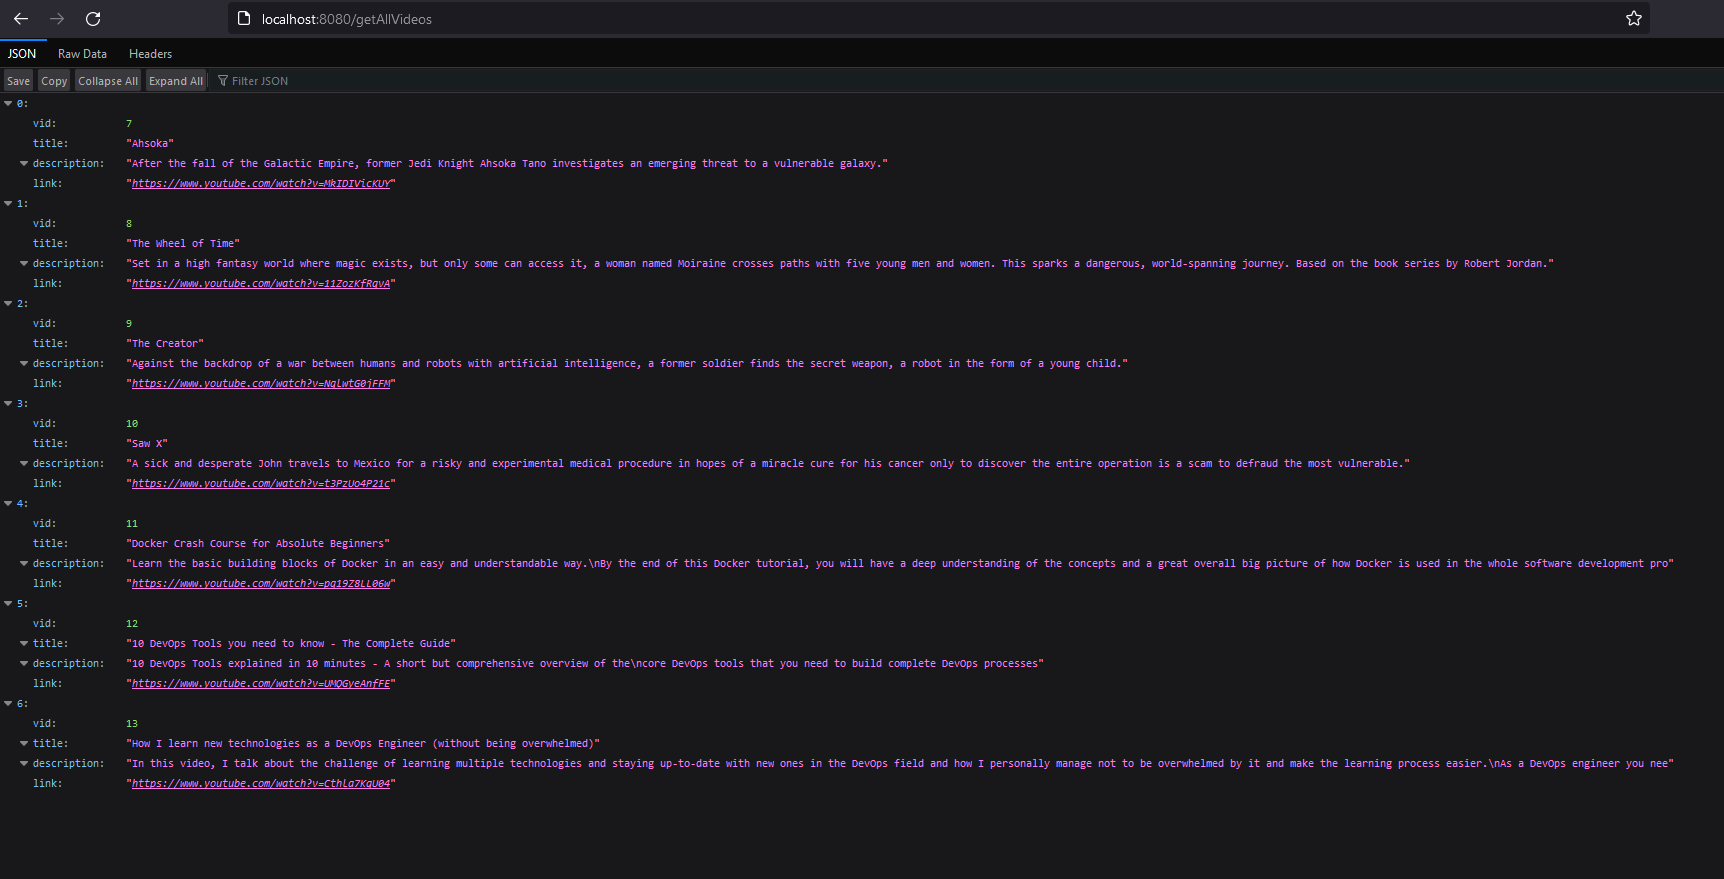 localhost:8080/getAllVideos
JSON Raw Data Headers
Save Copy Collapse All Expand All Filter JSON
0:
vid: 7
title: "Ahsoka"
description: "After the fall of the Galactic Empire, former Jedi Knight Ahsoka Tano investigates an emerging threat to a vulnerable galaxy."
link: "https://www.youtube.com/watch?v=MkIDIVicKUY"
1:
vid: 8
title: "The Wheel of Time"
description: "Set in a high fantasy world where magic exists, but only some can access it, a woman named Moiraine crosses paths with five young men and women. This sparks a dangerous, world-spanning journey. Based on the book series by Robert Jordan."
link: "https://www.youtube.com/watch?v=11ZozKfRqvA"
2:
vid: 9
title: "The Creator"
description: "Against the backdrop of a war between humans and robots with artificial intelligence, a former soldier finds the secret weapon, a robot in the form of a young child."
link: "https://www.youtube.com/watch?v=NqlwtG0jFFM"
3:
vid: 10
title: "Saw X"
description: "A sick and desperate John travels to Mexico for a risky and experimental medical procedure in hopes of a miracle cure for his cancer only to discover the entire operation is a scam to defraud the most vulnerable."
link: "https://www.youtube.com/watch?v=t3PzUo4P21c"
4:
vid: 11
title: "Docker Crash Course for Absolute Beginners"
description: "Learn the basic building blocks of Docker in an easy and understandable way.\nBy the end of this Docker tutorial, you will have a deep understanding of the concepts and a great overall big picture of how Docker is used in the whole software development pro"
link: "https://www.youtube.com/watch?v=pg19Z8LL06w"
5:
vid: 12
title: "10 DevOps Tools you need to know - The Complete Guide"
description: "10 DevOps Tools explained in 10 minutes - A short but comprehensive overview of the\ncore DevOps tools that you need to build complete DevOps processes"
link: "https://www.youtube.com/watch?v=UMQGyeAnfFE"
6:
vid: 13
title: "How I learn new technologies as a DevOps Engineer (without being overwhelmed)"
description: "In this video, I talk about the challenge of learning multiple technologies and staying up-to-date with new ones in the DevOps field and how I personally manage not to be overwhelmed by it and make the learning process easier.\nAs a DevOps engineer you nee"
link: "https://www.youtube.com/watch?v=Cthla7KqU04"